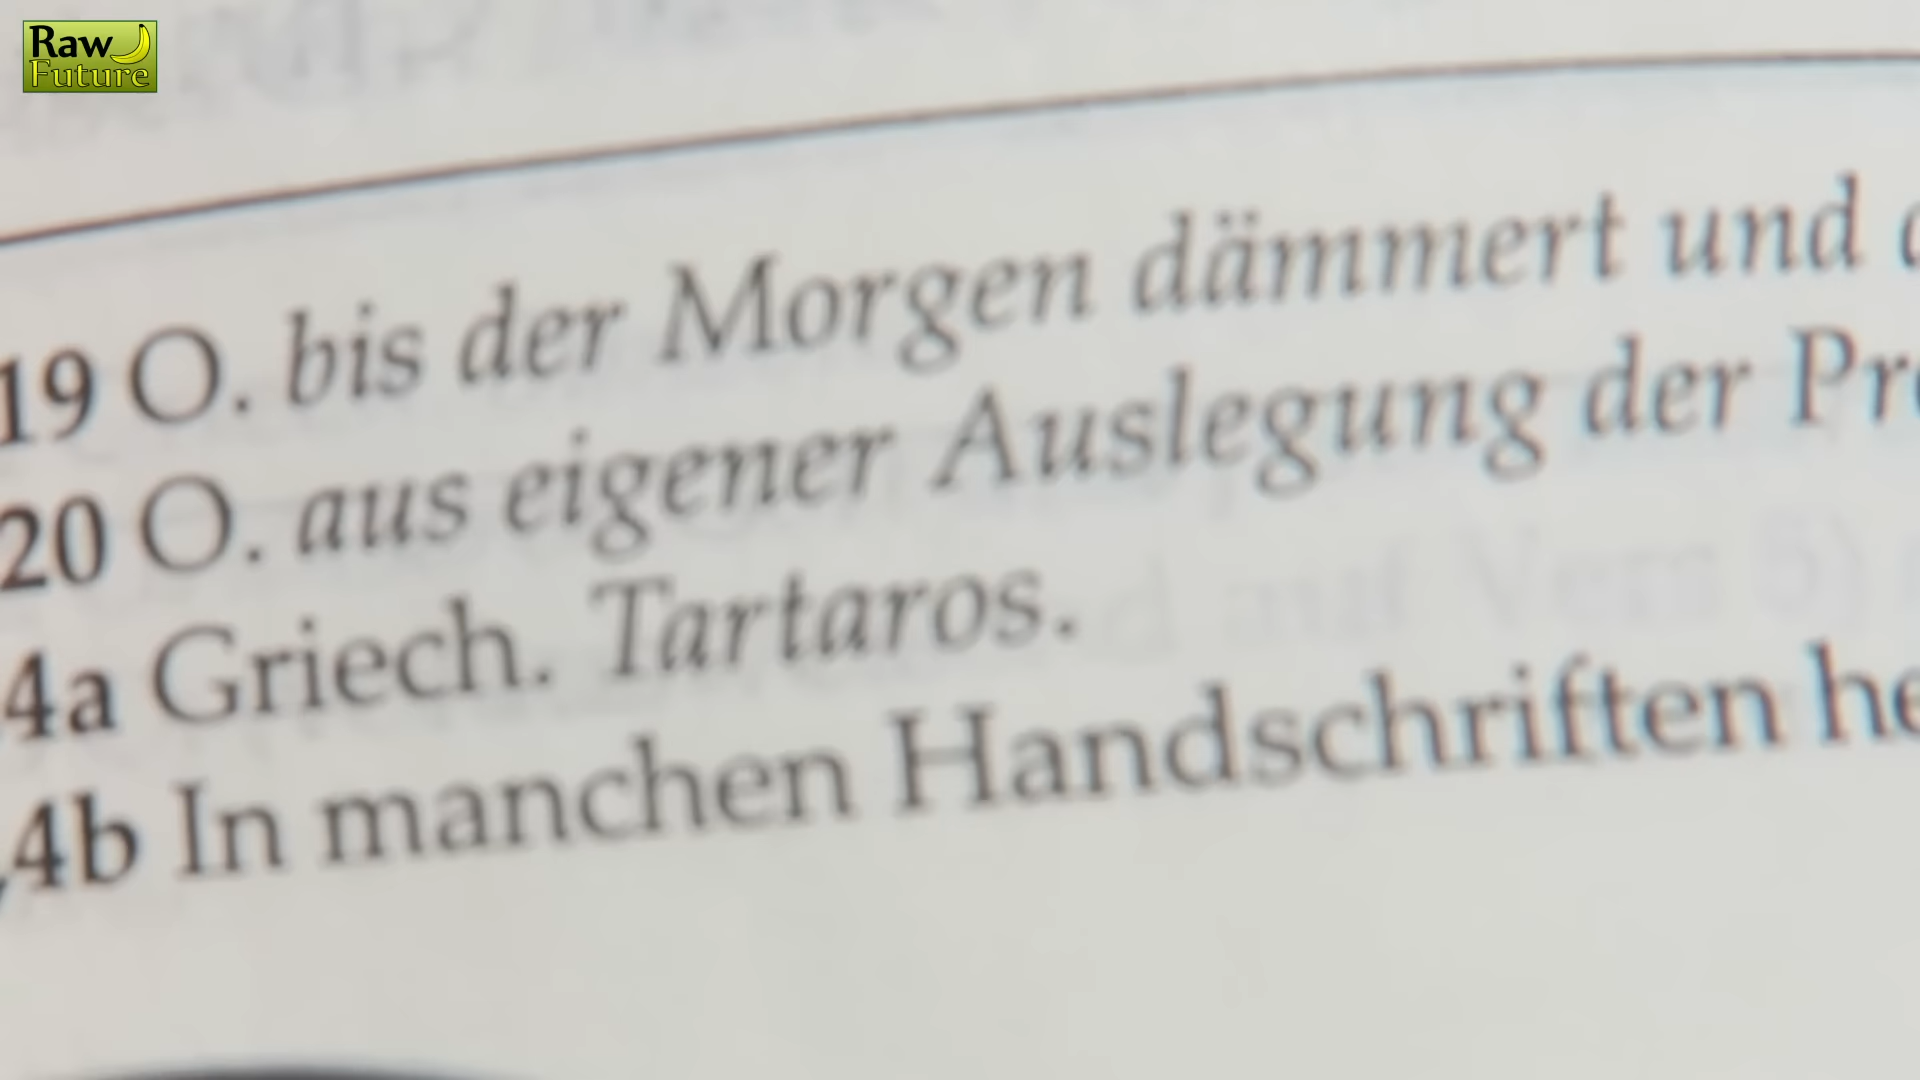 Raw
Future
19 O. bis der Morgen dämmert und
20 O. aus eigener Auslegung der
4a Griech. Tartaros.
,4b In manchen Handschriften